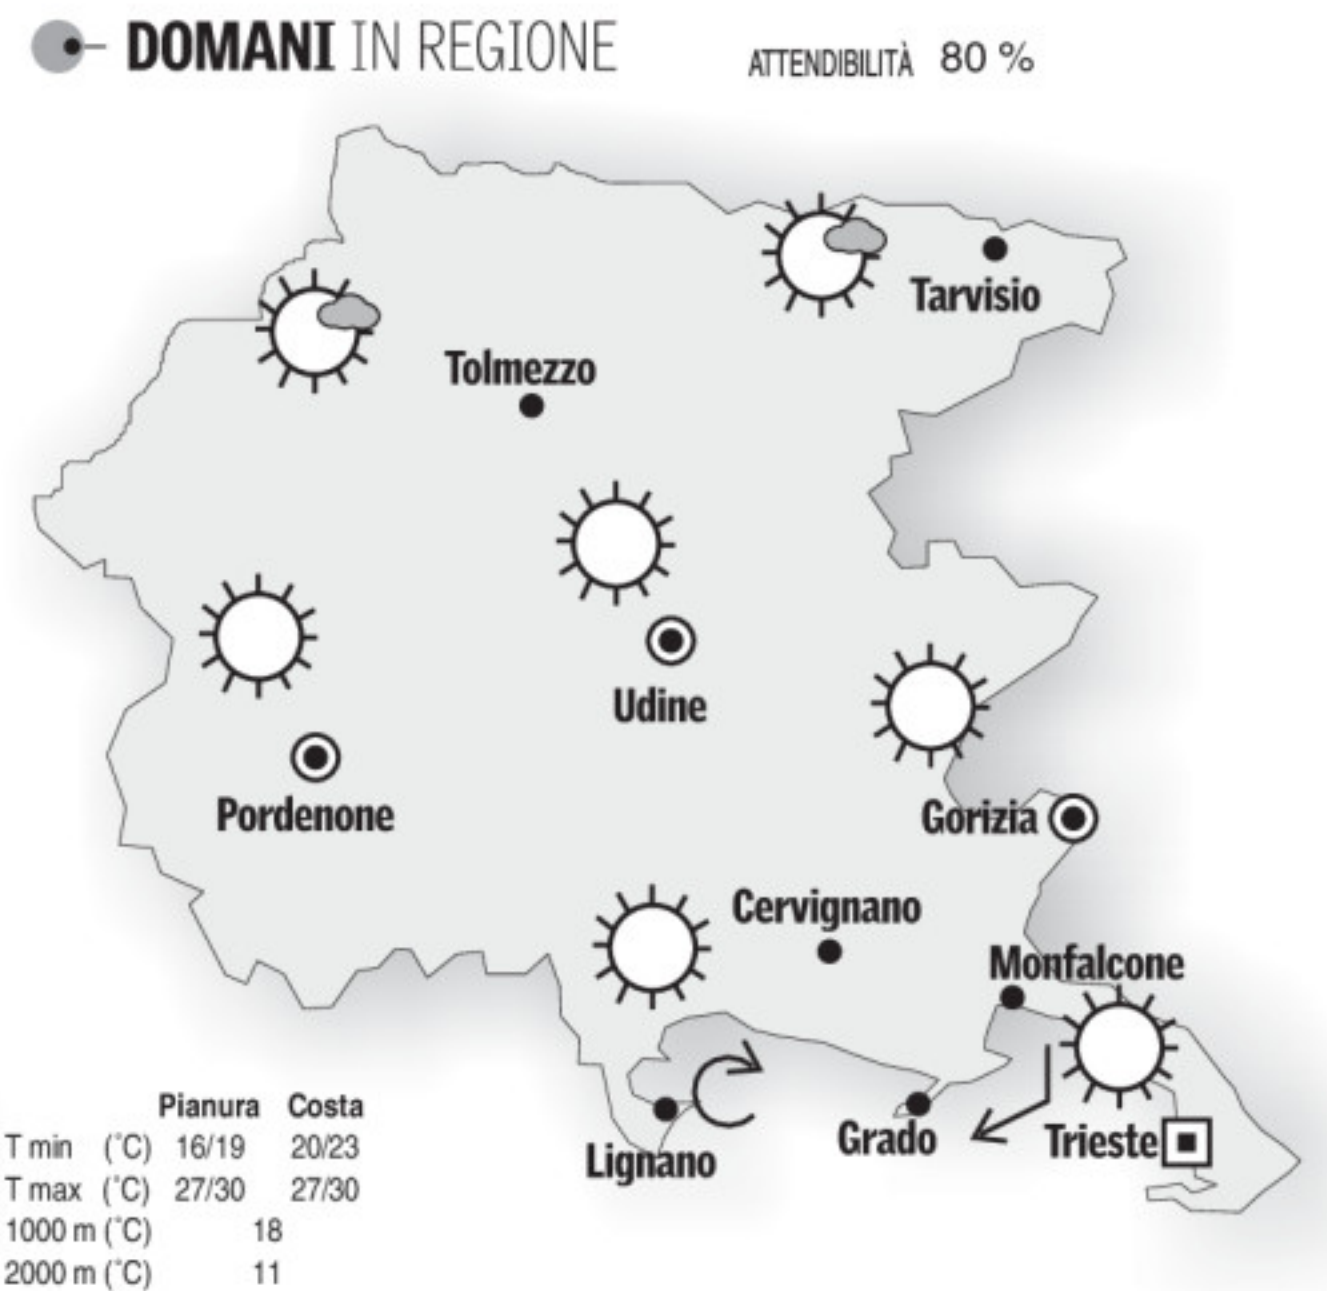 DOMANI IN REGIONE
ATTENDIBILITÀ 80 %
Tarvisio
Tolmezzo
Udine
Pordenone
Gorizia
Cervignano
Monfalcone
Grado
Trieste
Lignano
Pianura Costa
T min (°C) 16/19 20/23
T max (°C) 27/30 27/30
1000 m (°C) 18
2000 m (°C) 11